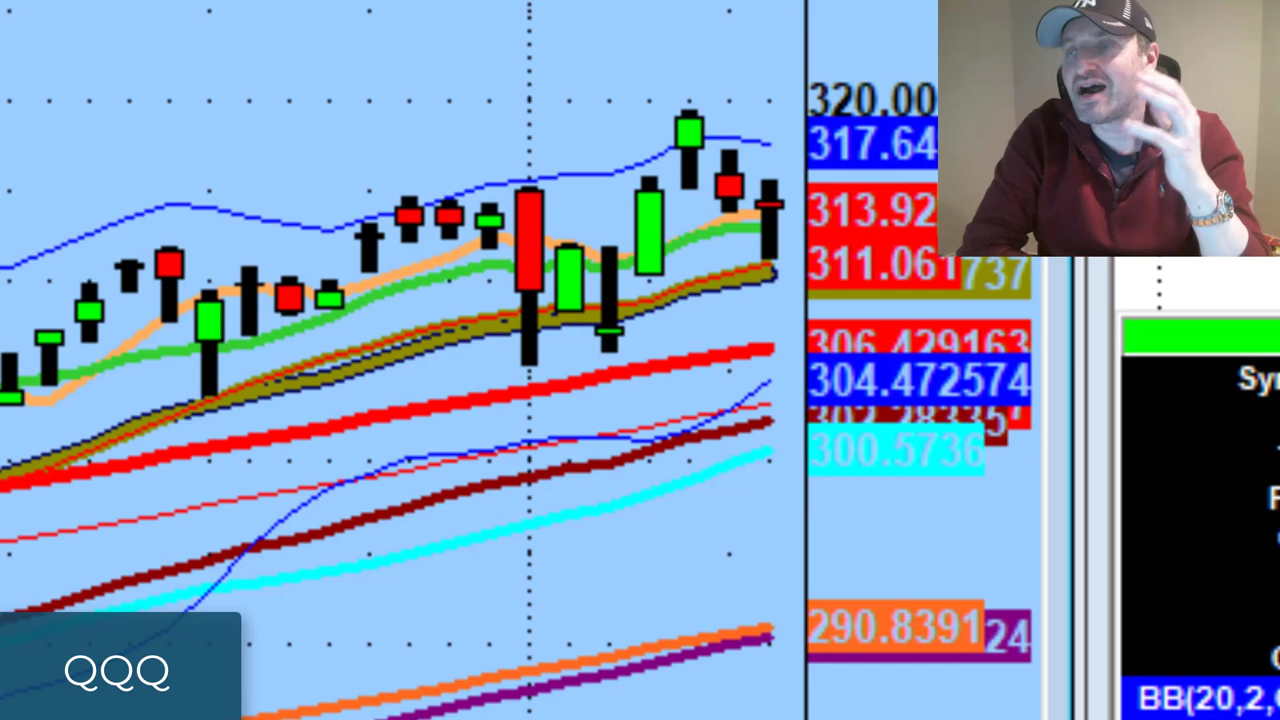 320.00
317.64
313.92
311.061
737
306.429163
304.472574
300.5736
290.8391
24
Sy
F
BB(20,2,
QQQ